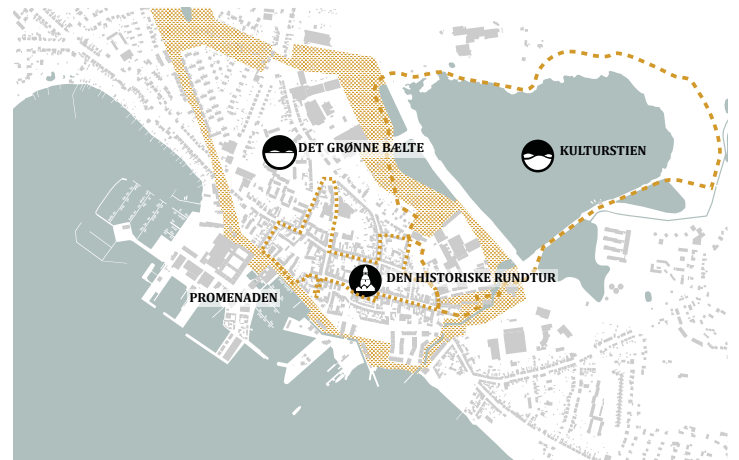 DET GRØNNE BÆLTE
KULTURSTIEN
DEN HISTORISKE RUNDTUR
PROMENADEN